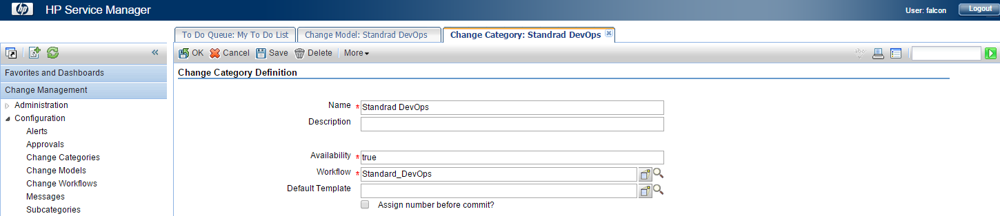 hp HP Service Manager
User: falcon Logout
To Do Queue: My To Do List Change Model: Standrad DevOps Change Category: Standrad DevOps
OK Cancel Save Delete More
Favorites and Dashboards
Change Category Definition
Change Management
Administration
Configuration
Alerts
Approvals
Change Categories
Change Models
Change Workflows
Messages
Subcategories
Name * Standrad DevOps
Description
Availability * true
Workflow * Standard_DevOps
Default Template
Assign number before commit?